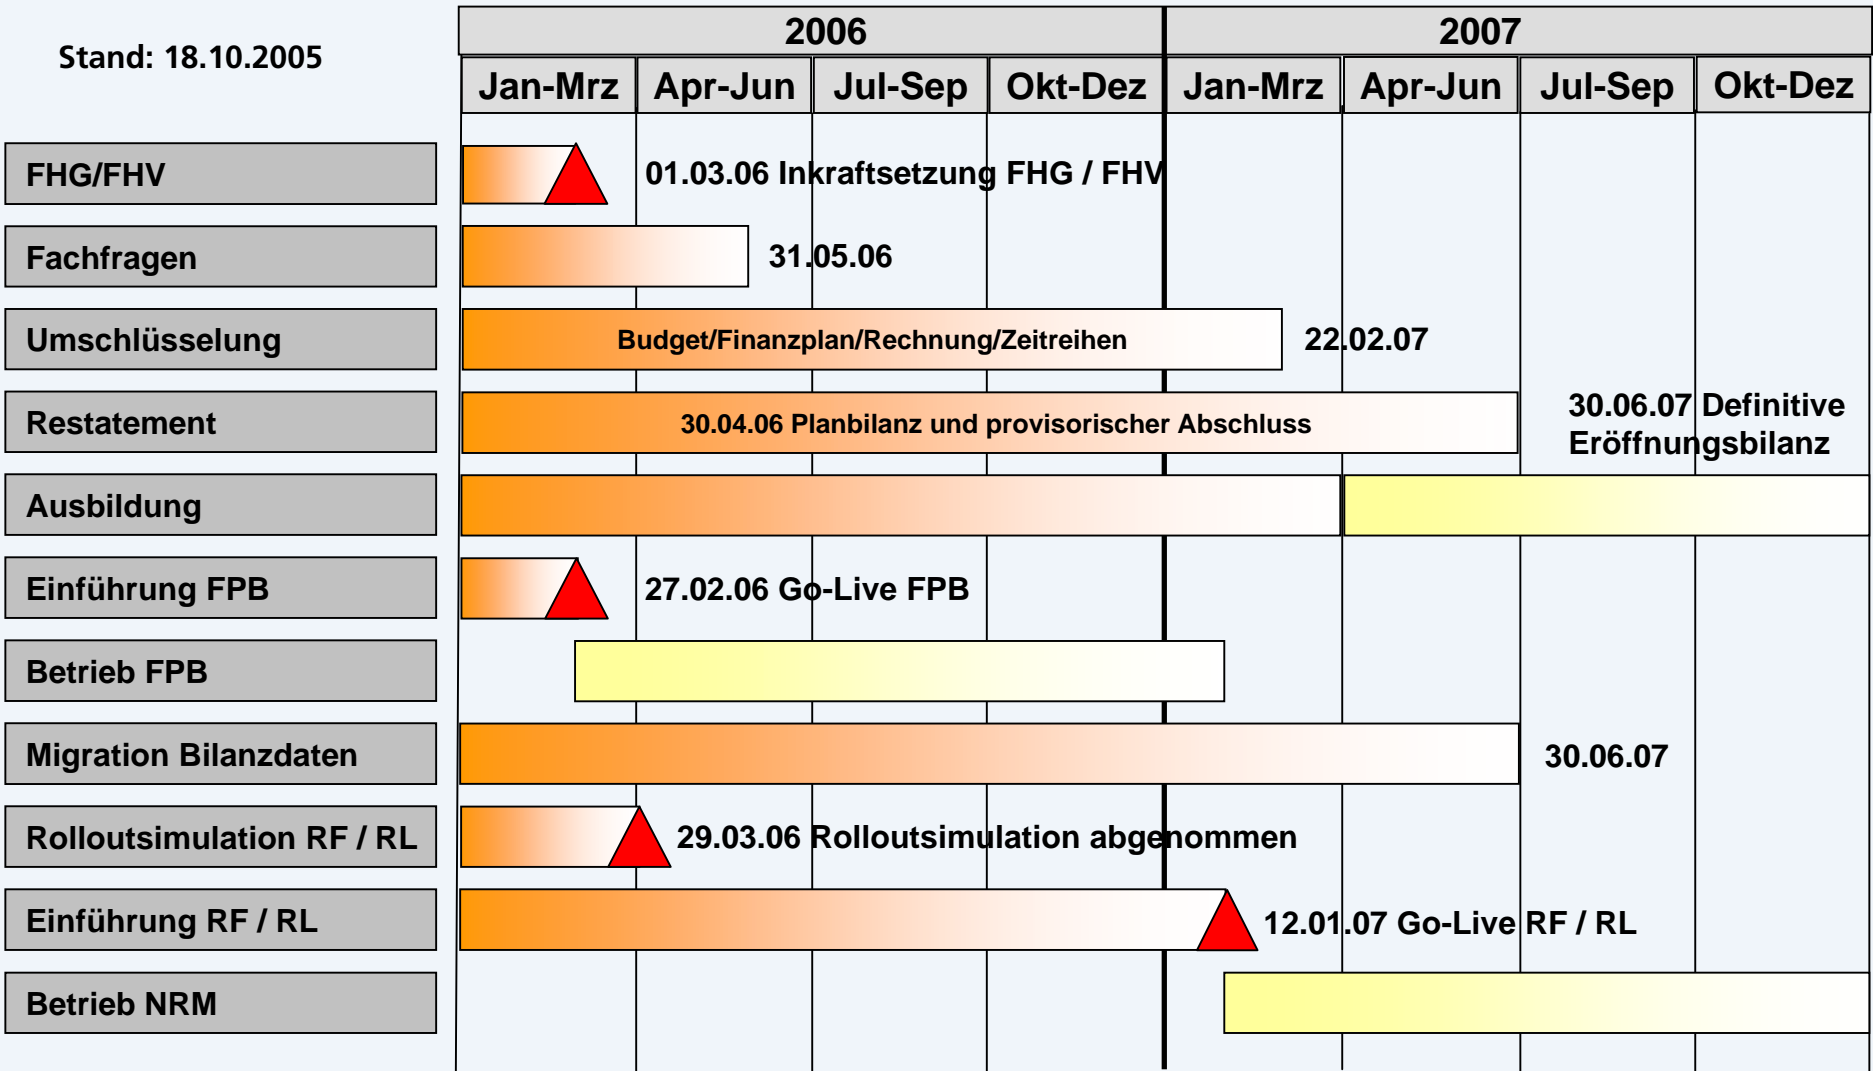 Stand: 18.10.2005
2006 2007
Jan-Mrz Apr-Jun Jul-Sep Okt-Dez Jan-Mrz Apr-Jun Jul-Sep Okt-Dez
FHG/FHV 01.03.06 Inkraftsetzung FHG / FHV
Fachfragen 31.05.06
Umschlüsselung Budget/Finanzplan/Rechnung/Zeitreihen 22.02.07
Restatement 30.04.06 Planbilanz und provisorischer Abschluss 30.06.07 Definitive
Eröffnungsbilanz
Ausbildung
Einführung FPB 27.02.06 Go-Live FPB
Betrieb FPB
Migration Bilanzdaten 30.06.07
Rolloutsimulation RF / RL 29.03.06 Rolloutsimulation abgenommen
Einführung RF / RL 12.01.07 Go-Live RF / RL
Betrieb NRM